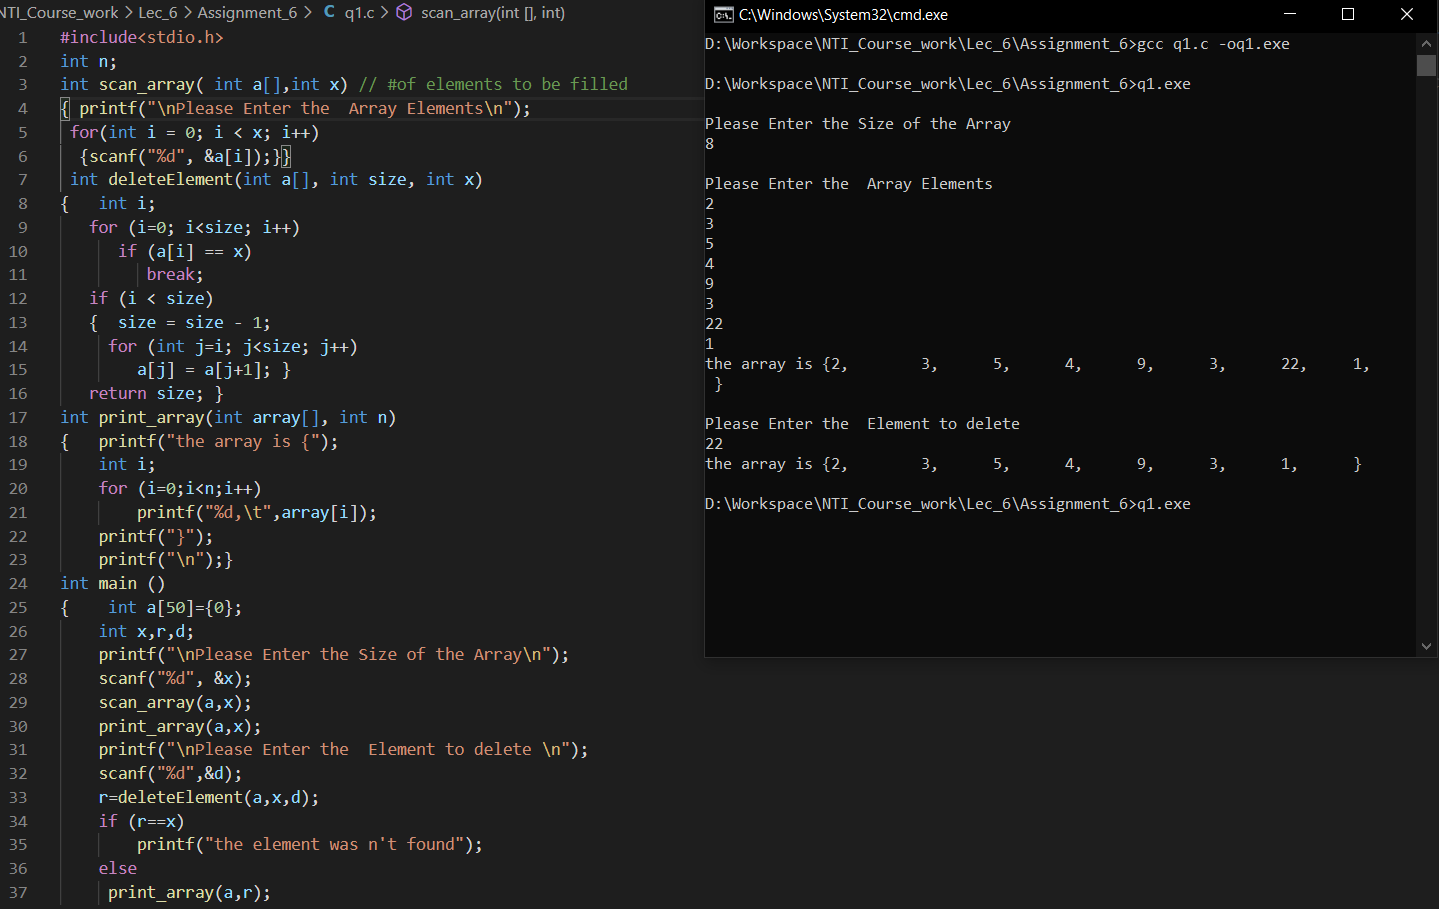 NTI_Course_work > Lec_6 > Assignment_6 > C q1.c > scan_array(int [], int)
1 #include<stdio.h>
2 int n;
3 int scan_array( int a[],int x) // #of elements to be filled
4 { printf("\nPlease Enter the  Array Elements\n");
5  for(int i = 0; i < x; i++)
6   {scanf("%d", &a[i]);}}
7  int deleteElement(int a[], int size, int x)
8 {   int i;
9    for (i=0; i<size; i++)
10       if (a[i] == x)
11          break;
12    if (i < size)
13    {  size = size - 1;
14      for (int j=i; j<size; j++)
15         a[j] = a[j+1]; }
16    return size; }
17 int print_array(int array[], int n)
18 {   printf("the array is {");
19     int i;
20     for (i=0;i<n;i++)
21         printf("%d,\t",array[i]);
22     printf("}");
23     printf("\n");}
24 int main ()
25 {    int a[50]={0};
26     int x,r,d;
27     printf("\nPlease Enter the Size of the Array\n");
28     scanf("%d", &x);
29     scan_array(a,x);
30     print_array(a,x);
31     printf("\nPlease Enter the  Element to delete \n");
32     scanf("%d",&d);
33     r=deleteElement(a,x,d);
34     if (r==x)
35         printf("the element was n't found");
36     else
37      print_array(a,r);
C:\Windows\System32\cmd.exe
D:\Workspace\NTI_Course_work\Lec_6\Assignment_6>gcc q1.c -oq1.exe
D:\Workspace\NTI_Course_work\Lec_6\Assignment_6>q1.exe
Please Enter the Size of the Array
8
Please Enter the  Array Elements
2
3
5
4
9
3
22
1
the array is {2,        3,      5,      4,      9,      3,      22,     1,
 }
Please Enter the  Element to delete
22
the array is {2,        3,      5,      4,      9,      3,      1,      }
D:\Workspace\NTI_Course_work\Lec_6\Assignment_6>q1.exe